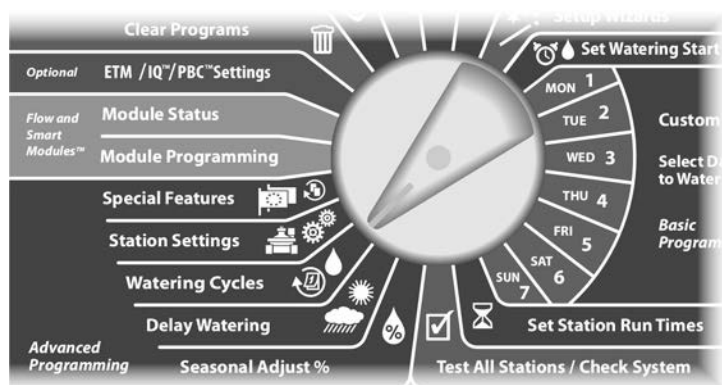 Clear Programs
Setup Wizards
Optional ETM /IQ™/PBC™Settings
Set Watering Start
Flow and
Smart
Modules™
Module Status
Module Programming
Special Features
Station Settings
Watering Cycles
Delay Watering
Advanced
Programming
Seasonal Adjust %
%
MON 1
TUE 2
WED 3
THU 4
FRI 5
SAT 6
SUN 7
Custom
Select D
to Water
Basic
Program
Set Station Run Times
Test All Stations / Check System